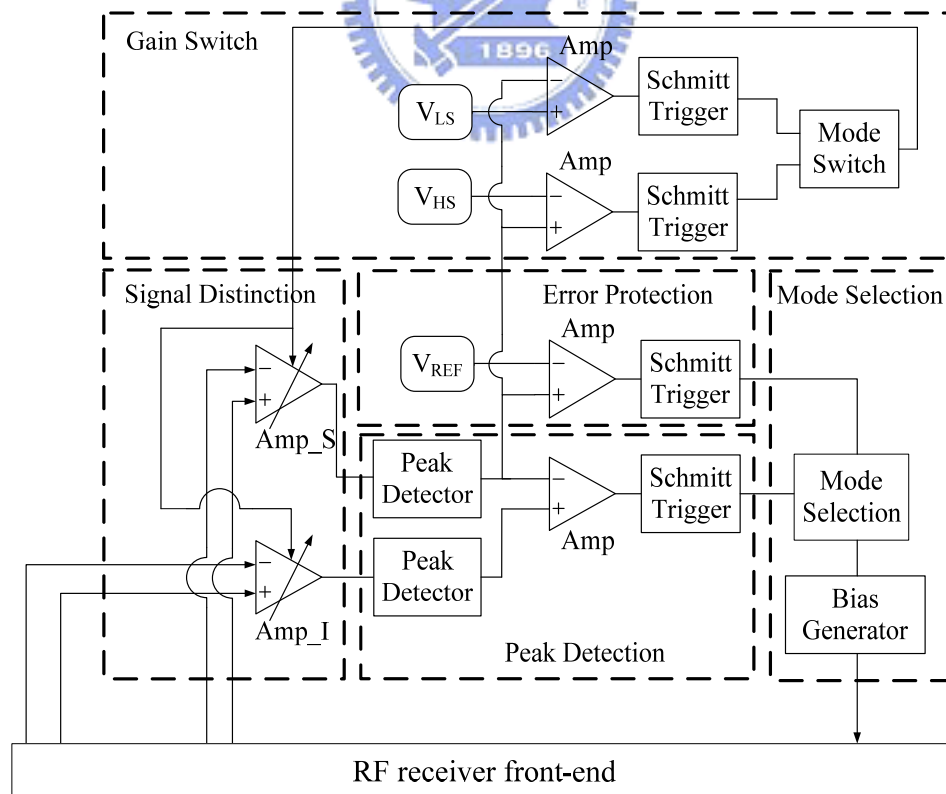 Gain Switch
1896
Amp
V_LS
Schmitt
Trigger
Mode
Switch
Amp
V_HS
Schmitt
Trigger
Signal Distinction
Error Protection
Mode Selection
Amp
V_REF
Schmitt
Trigger
Amp_S
Peak
Detector
Schmitt
Trigger
Mode
Selection
Amp
Peak
Detector
Amp_I
Bias
Generator
Peak Detection
RF receiver front-end